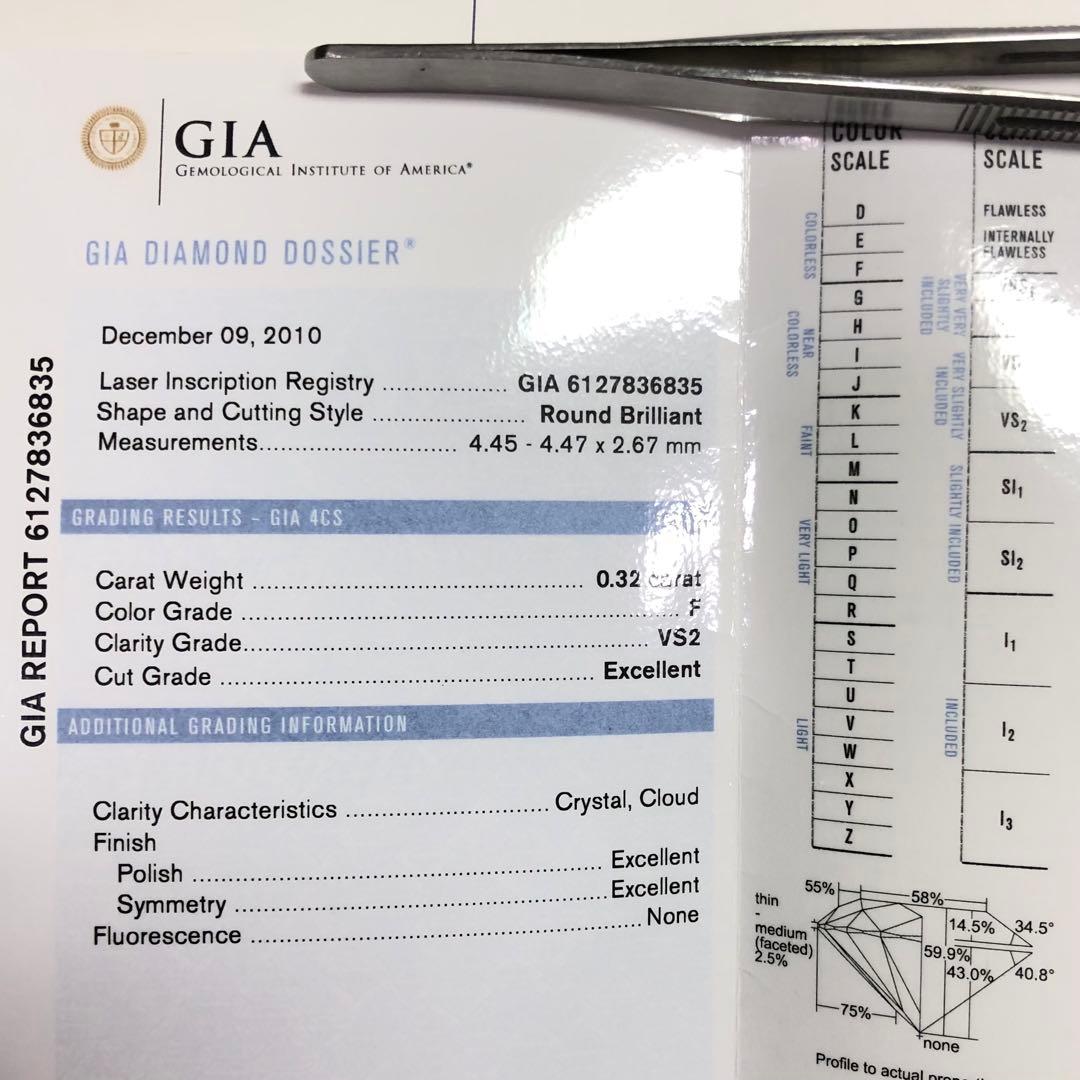 GIA
GEMOLOGICAL INSTITUTE OF AMERICA®
GIA DIAMOND DOSSIER®
December 09, 2010
Laser Inscription Registry ................ GIA 6127836835
Shape and Cutting Style ................ Round Brilliant
Measurements................ 4.45 - 4.47 x 2.67 mm
GRADING RESULTS - GIA 4CS
Carat Weight ................ 0.32 carat
Color Grade ................ F
Clarity Grade................ VS2
Cut Grade ................ Excellent
ADDITIONAL GRADING INFORMATION
Clarity Characteristics ................ Crystal, Cloud
Finish
Polish ................ Excellent
Symmetry ................ Excellent
Fluorescence ................ None
GIA REPORT 6127836835
COLOR
SCALE
D
E
F
G
H
I
J
K
L
M
N
O
P
Q
R
S
T
U
V
W
X
Y
Z
COLORLESS
NEAR
COLORLESS
FAINT
VERY LIGHT
LIGHT
SCALE
FLAWLESS
INTERNALLY
FLAWLESS
VS2
SI1
SI2
I1
I2
I3
VERY VERY
SLIGHTLY
INCLUDED
VERY SLIGHTLY
INCLUDED
SLIGHTLY INCLUDED
INCLUDED
55%
58%
thin
-
medium
(faceted)
2.5%
14.5%
34.5°
59.9%
43.0%
40.8°
75%
none
Profile to actual